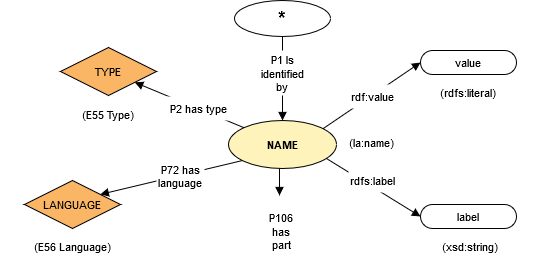 *
P1 Is
identified
by
TYPE
(E55 Type)
P2 has type
value
(rdfs:literal)
rdf:value
NAME
(la:name)
P72 has
language
LANGUAGE
(E56 Language)
P106
has
part
rdfs:label
label
(xsd:string)